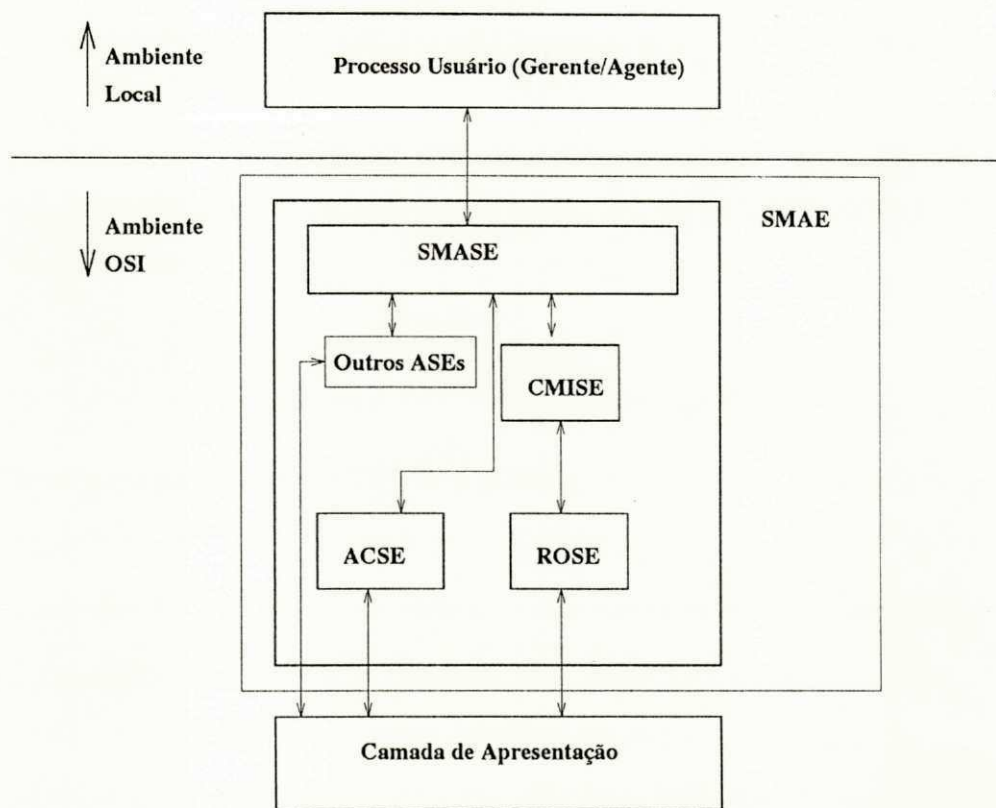 Ambiente
Local
Processo Usuário (Gerente/Agente)
Ambiente
OSI
SMAE
SMASE
Outros ASEs
CMISE
ACSE
ROSE
Camada de Apresentação